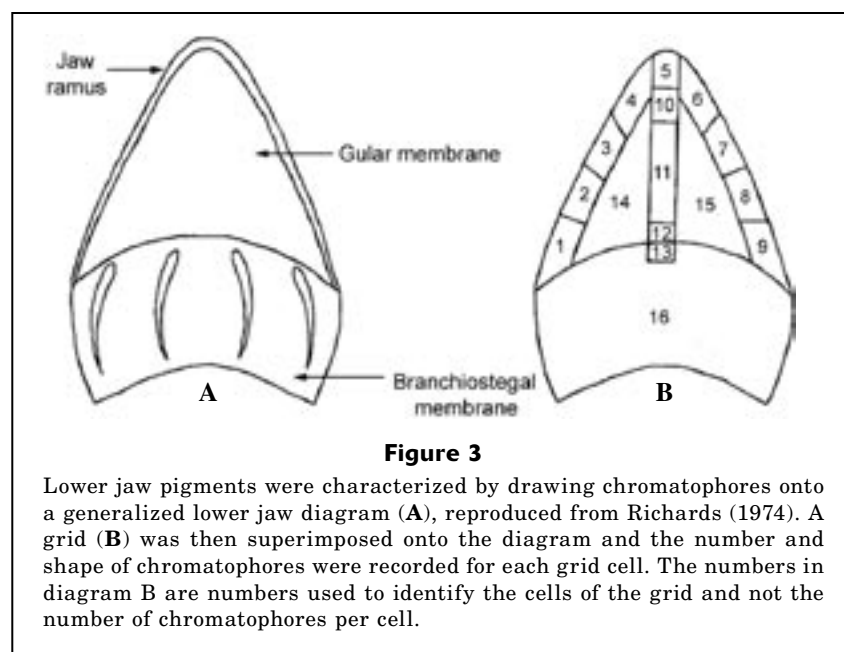 Jaw
ramus
Gular membrane
Branchiostegal
membrane
A
5
4
6
10
3
7
11
2
8
14
15
1
12
9
13
16
B
Figure 3
Lower jaw pigments were characterized by drawing chromatophores onto
a generalized lower jaw diagram (A), reproduced from Richards (1974). A
grid (B) was then superimposed onto the diagram and the number and
shape of chromatophores were recorded for each grid cell. The numbers in
diagram B are numbers used to identify the cells of the grid and not the
number of chromatophores per cell.